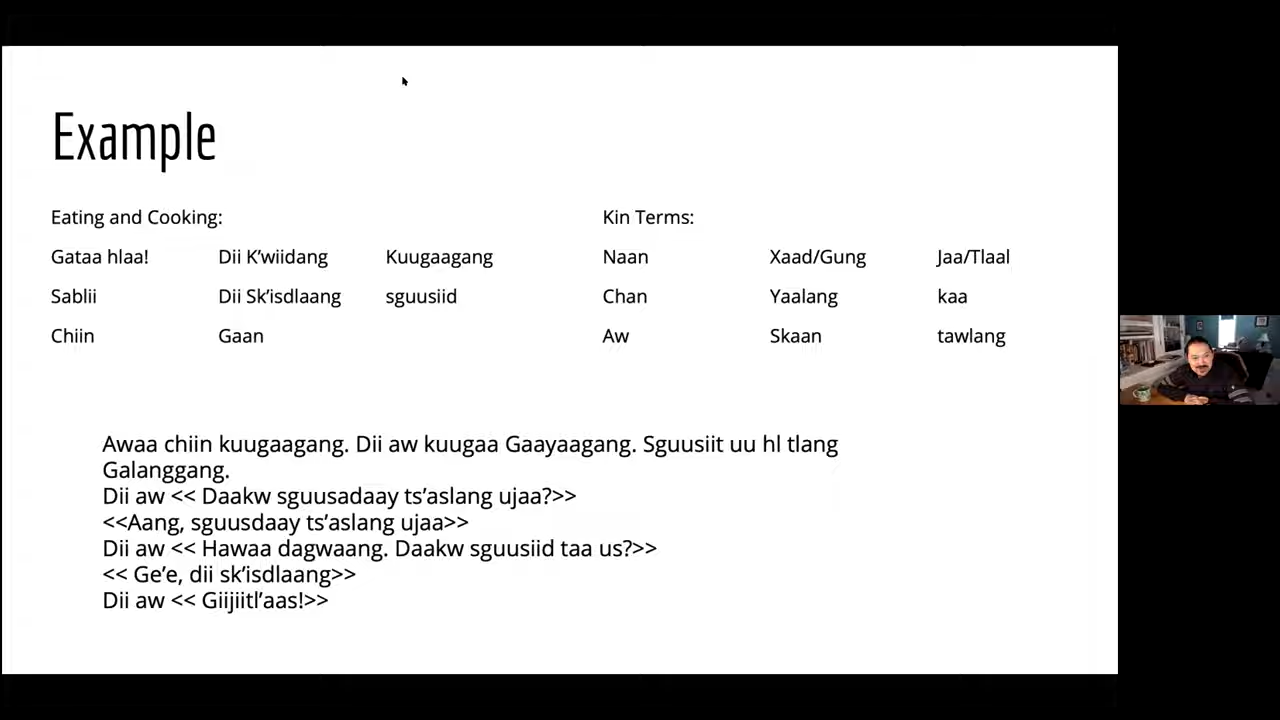 Example
Eating and Cooking:
Gataa hlaa! Dii K’wiidang Kuugaagang
Sablii Dii Sk’isdlaang sguusiid
Chiin Gaan
Kin Terms:
Naan Xaad/Gung Jaa/Tlaal
Chan Yaalang kaa
Aw Skaan tawlang
Awaa chiin kuugaagang. Dii aw kuugaa Gaayaagang. Sguusiit uu hl tlang
Galanggang.
Dii aw << Daakw sguusadaay ts’aslang ujaa?>>
<<Aang, sguusdaay ts’aslang ujaa>>
Dii aw << Hawaa dagwaang. Daakw sguusiid taa us?>>
<< Ge’e, dii sk’isdlaang>>
Dii aw << Giijiitl’aas!>>